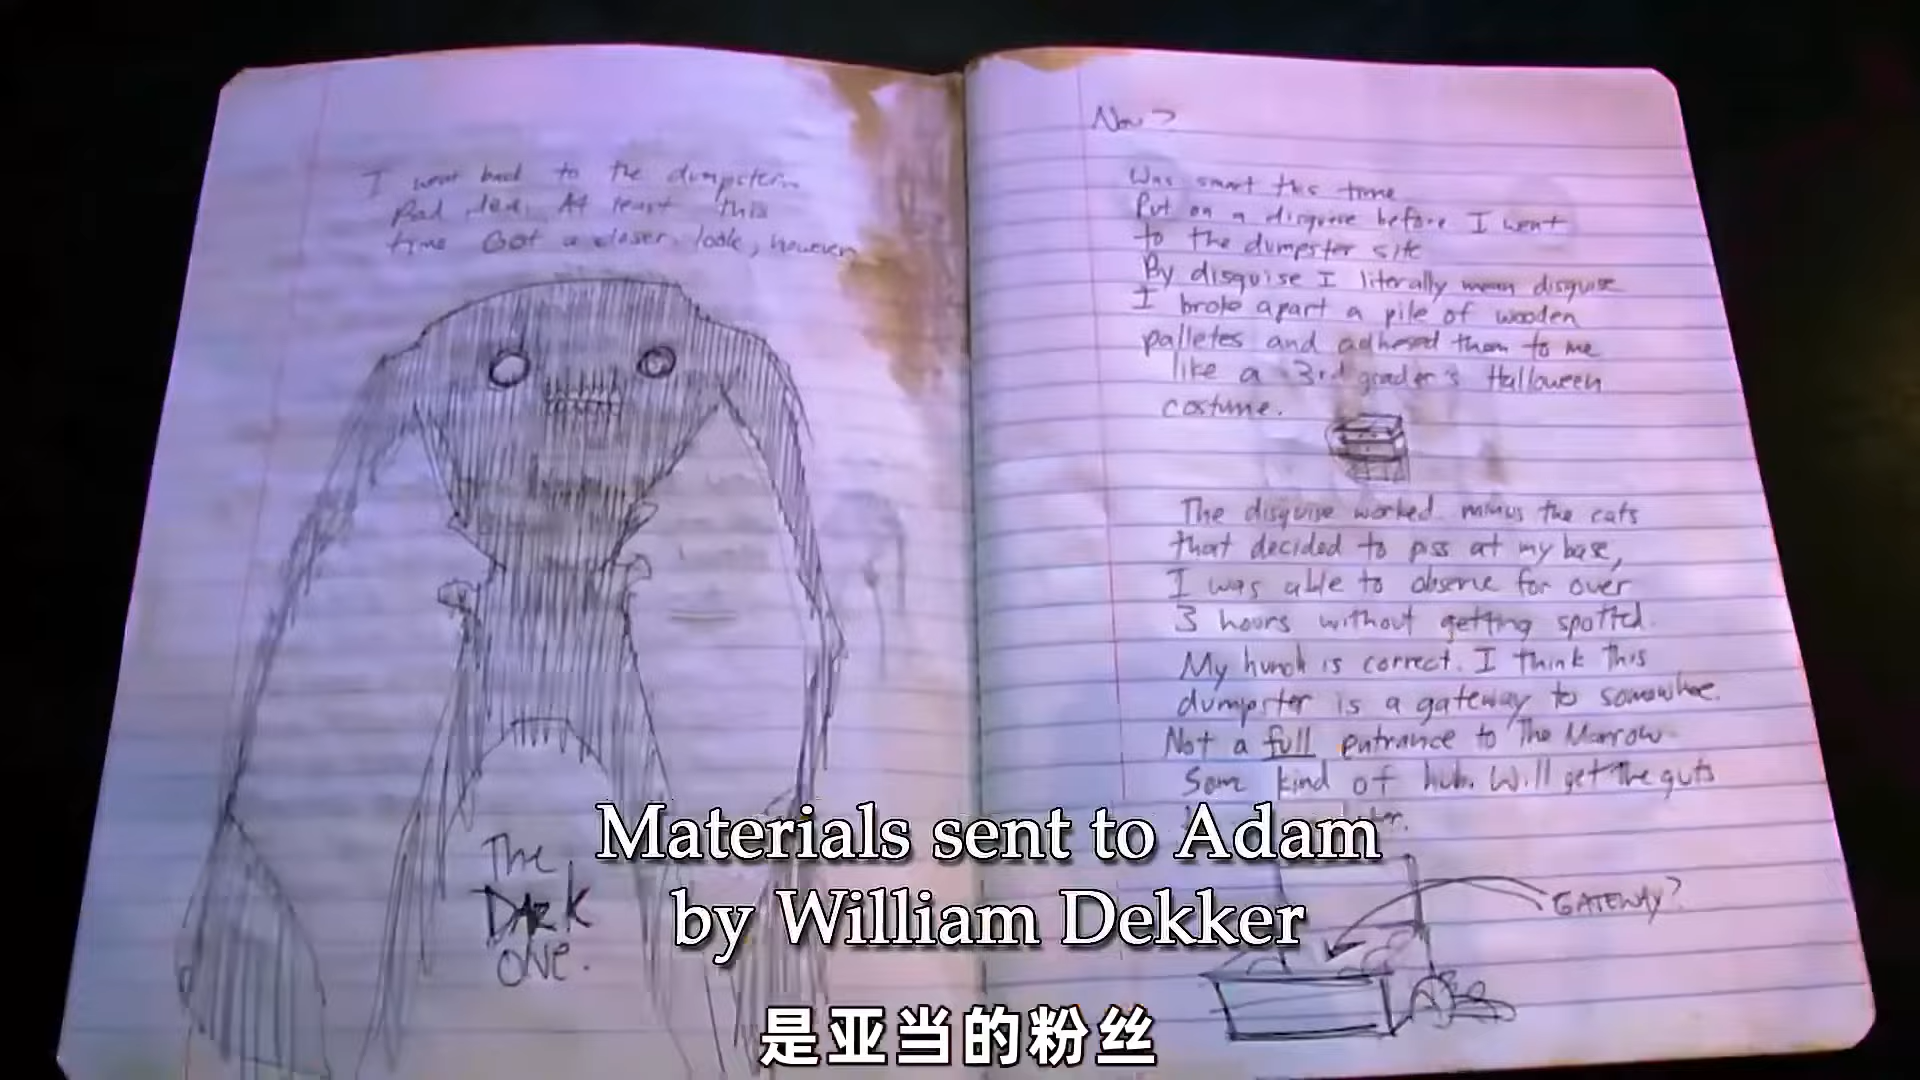 I went back to the dumpster.
Bad idea. At least this
time Got a closer look, however
The
DARK
ONE.
Nov 7
Was smart this time
Put on a disguise before I went
to the dumpster site
By disguise I literally mean disguise
I broke apart a pile of wooden
palletes and adhesed them to me
like a 3rd grader's Halloween
costume.
The disguise worked minus the cats
that decided to piss at my base,
I was able to observe for over
3 hours without getting spotted.
My hunch is correct. I think this
dumpster is a gateway to somewhere.
Not a full entrance to The Marrow
Some kind of hub. Will get the guts
GATEWAY?
Materials sent to Adam
by William Dekker
是亚当的粉丝